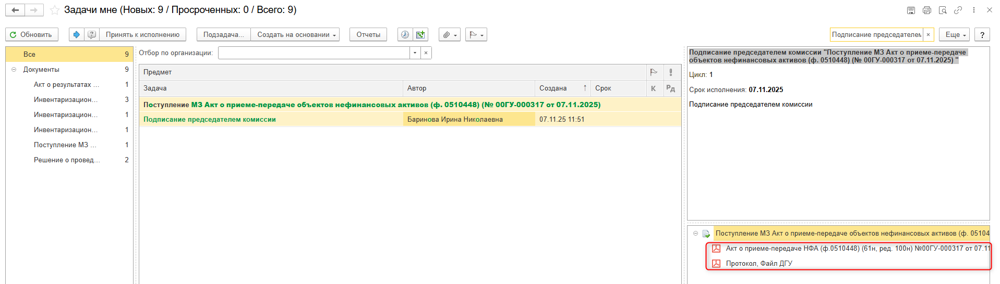 Задачи мне (Новых: 9 / Просроченных: 0 / Всего: 9)
Обновить
Принять к исполнению
Подзадача...
Создать на основании
Отчеты
Подписание председателем
Еще
?
Все 9
Документы 9
Акт о результатах ... 1
Инвентаризацион... 3
Инвентаризацион... 1
Инвентаризацион... 1
Поступление МЗ ... 1
Решение о провед... 2
Отбор по организации:
Предмет
Задача Автор Создана ↑ Срок К Рд
Поступление МЗ Акт о приеме-передаче объектов нефинансовых активов (ф. 0510448) (№ 00ГУ-000317 от 07.11.2025)
Подписание председателем комиссии Баринова Ирина Николаевна 07.11.25 11:51
Подписание председателем комиссии "Поступление МЗ Акт о приеме-передаче
объектов нефинансовых активов (ф. 0510448) (№ 00ГУ-000317 от 07.11.2025) "
Цикл: 1
Срок исполнения: 07.11.2025
Подписание председателем комиссии
Поступление МЗ Акт о приеме-передаче объектов нефинансовых активов (ф. 05104
Акт о приеме-передаче НФА (ф.0510448) (61н, ред. 100н) №00ГУ-000317 от 07.11
Протокол, Файл ДГУ